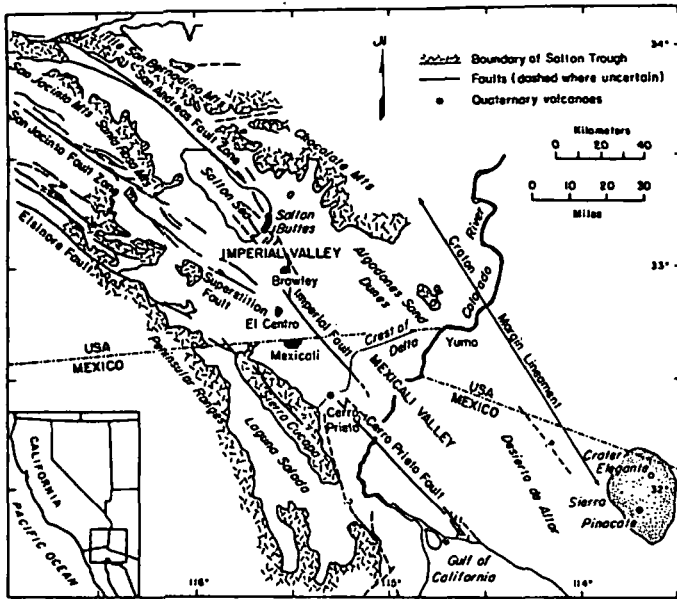 34°
N
Boundary of Salton Trough
Faults (dashed where uncertain)
Quaternary volcanoes
Kilometers
0 20 40
0 10 20 30
Miles
San Bernadino Mts
San Andreas Fault Zone
San Jacinto Mts
Santa Rosa Mts
San Jacinto Fault Zone
Chocolate Mts
Salton Sea
Salton
Buttes
IMPERIAL VALLEY
Brawley
Elsinore Fault
Superstition
Fault
El Centro
Imperial Fault
Algodones Sand
Dunes
River
Colorado
33°
Craton
Margin Lineament
Crest of
Delta
Yuma
USA
MEXICO
Mexicali
Peninsular Ranges
Sierra Cucapa
Laguna Salada
Cerro
Prieto
Cerro Prieto Fault
MEXICALI VALLEY
USA
MEXICO
Desierto de Altar
Crater
Elegante
32°
Sierra
Pinacate
Gulf of
California
CALIFORNIA
PACIFIC OCEAN
116°
115°
114°